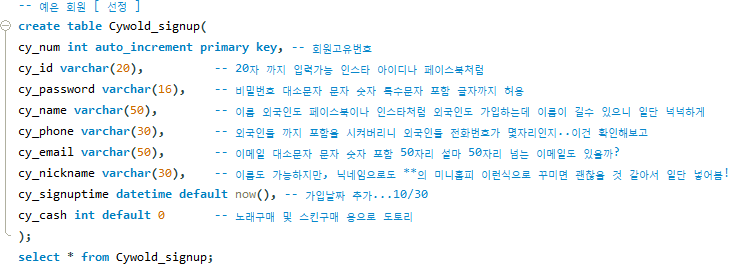 -- 예은 회원 [ 선정 ]
create table Cywold_signup(
cy_num int auto_increment primary key, -- 회원고유번호
cy_id varchar(20), -- 20자 까지 입력가능 인스타 아이디나 페이스북처럼
cy_password varchar(16), -- 비밀번호 대소문자 문자 숫자 특수문자 포함 글자까지 허용
cy_name varchar(50), -- 이름 외국인도 페이스북이나 인스타처럼 외국인도 가입하는데 이름이 길수 있으니 일단 넉넉하게
cy_phone varchar(30), -- 외국인들 까지 포함을 시켜버리니 외국인들 전화번호가 몇자리인지..이건 확인해보고
cy_email varchar(50), -- 이메일 대소문자 문자 숫자 포함 50자리 설마 50자리 넘는 이메일도 있을까?
cy_nickname varchar(30), -- 이름도 가능하지만, 닉네임으로도 **의 미니홈피 이런식으로 꾸미면 괜찮을 것 같아서 일단 넣어봄!
cy_signuptime datetime default now(), -- 가입날짜 추가...10/30
cy_cash int default 0 -- 노래구매 및 스킨구매 용으로 도토리
);
select * from Cywold_signup;